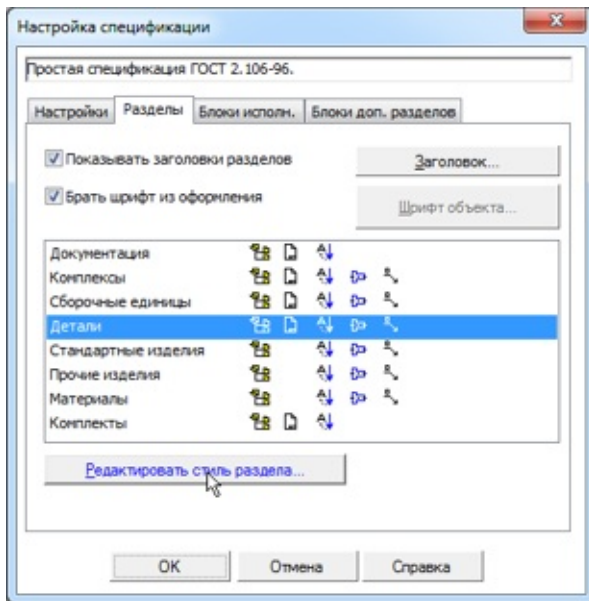 Настройка спецификации
Простая спецификация ГОСТ 2.106-96.
Настройки Разделы Блоки исполн. Блоки доп. разделов
Показывать заголовки разделов
Заголовок...
Брать шрифт из оформления
Шрифт объекта...
Документация
Комплексы
Сборочные единицы
Детали
Стандартные изделия
Прочие изделия
Материалы
Комплекты
Редактировать стиль раздела...
ОК Отмена Справка